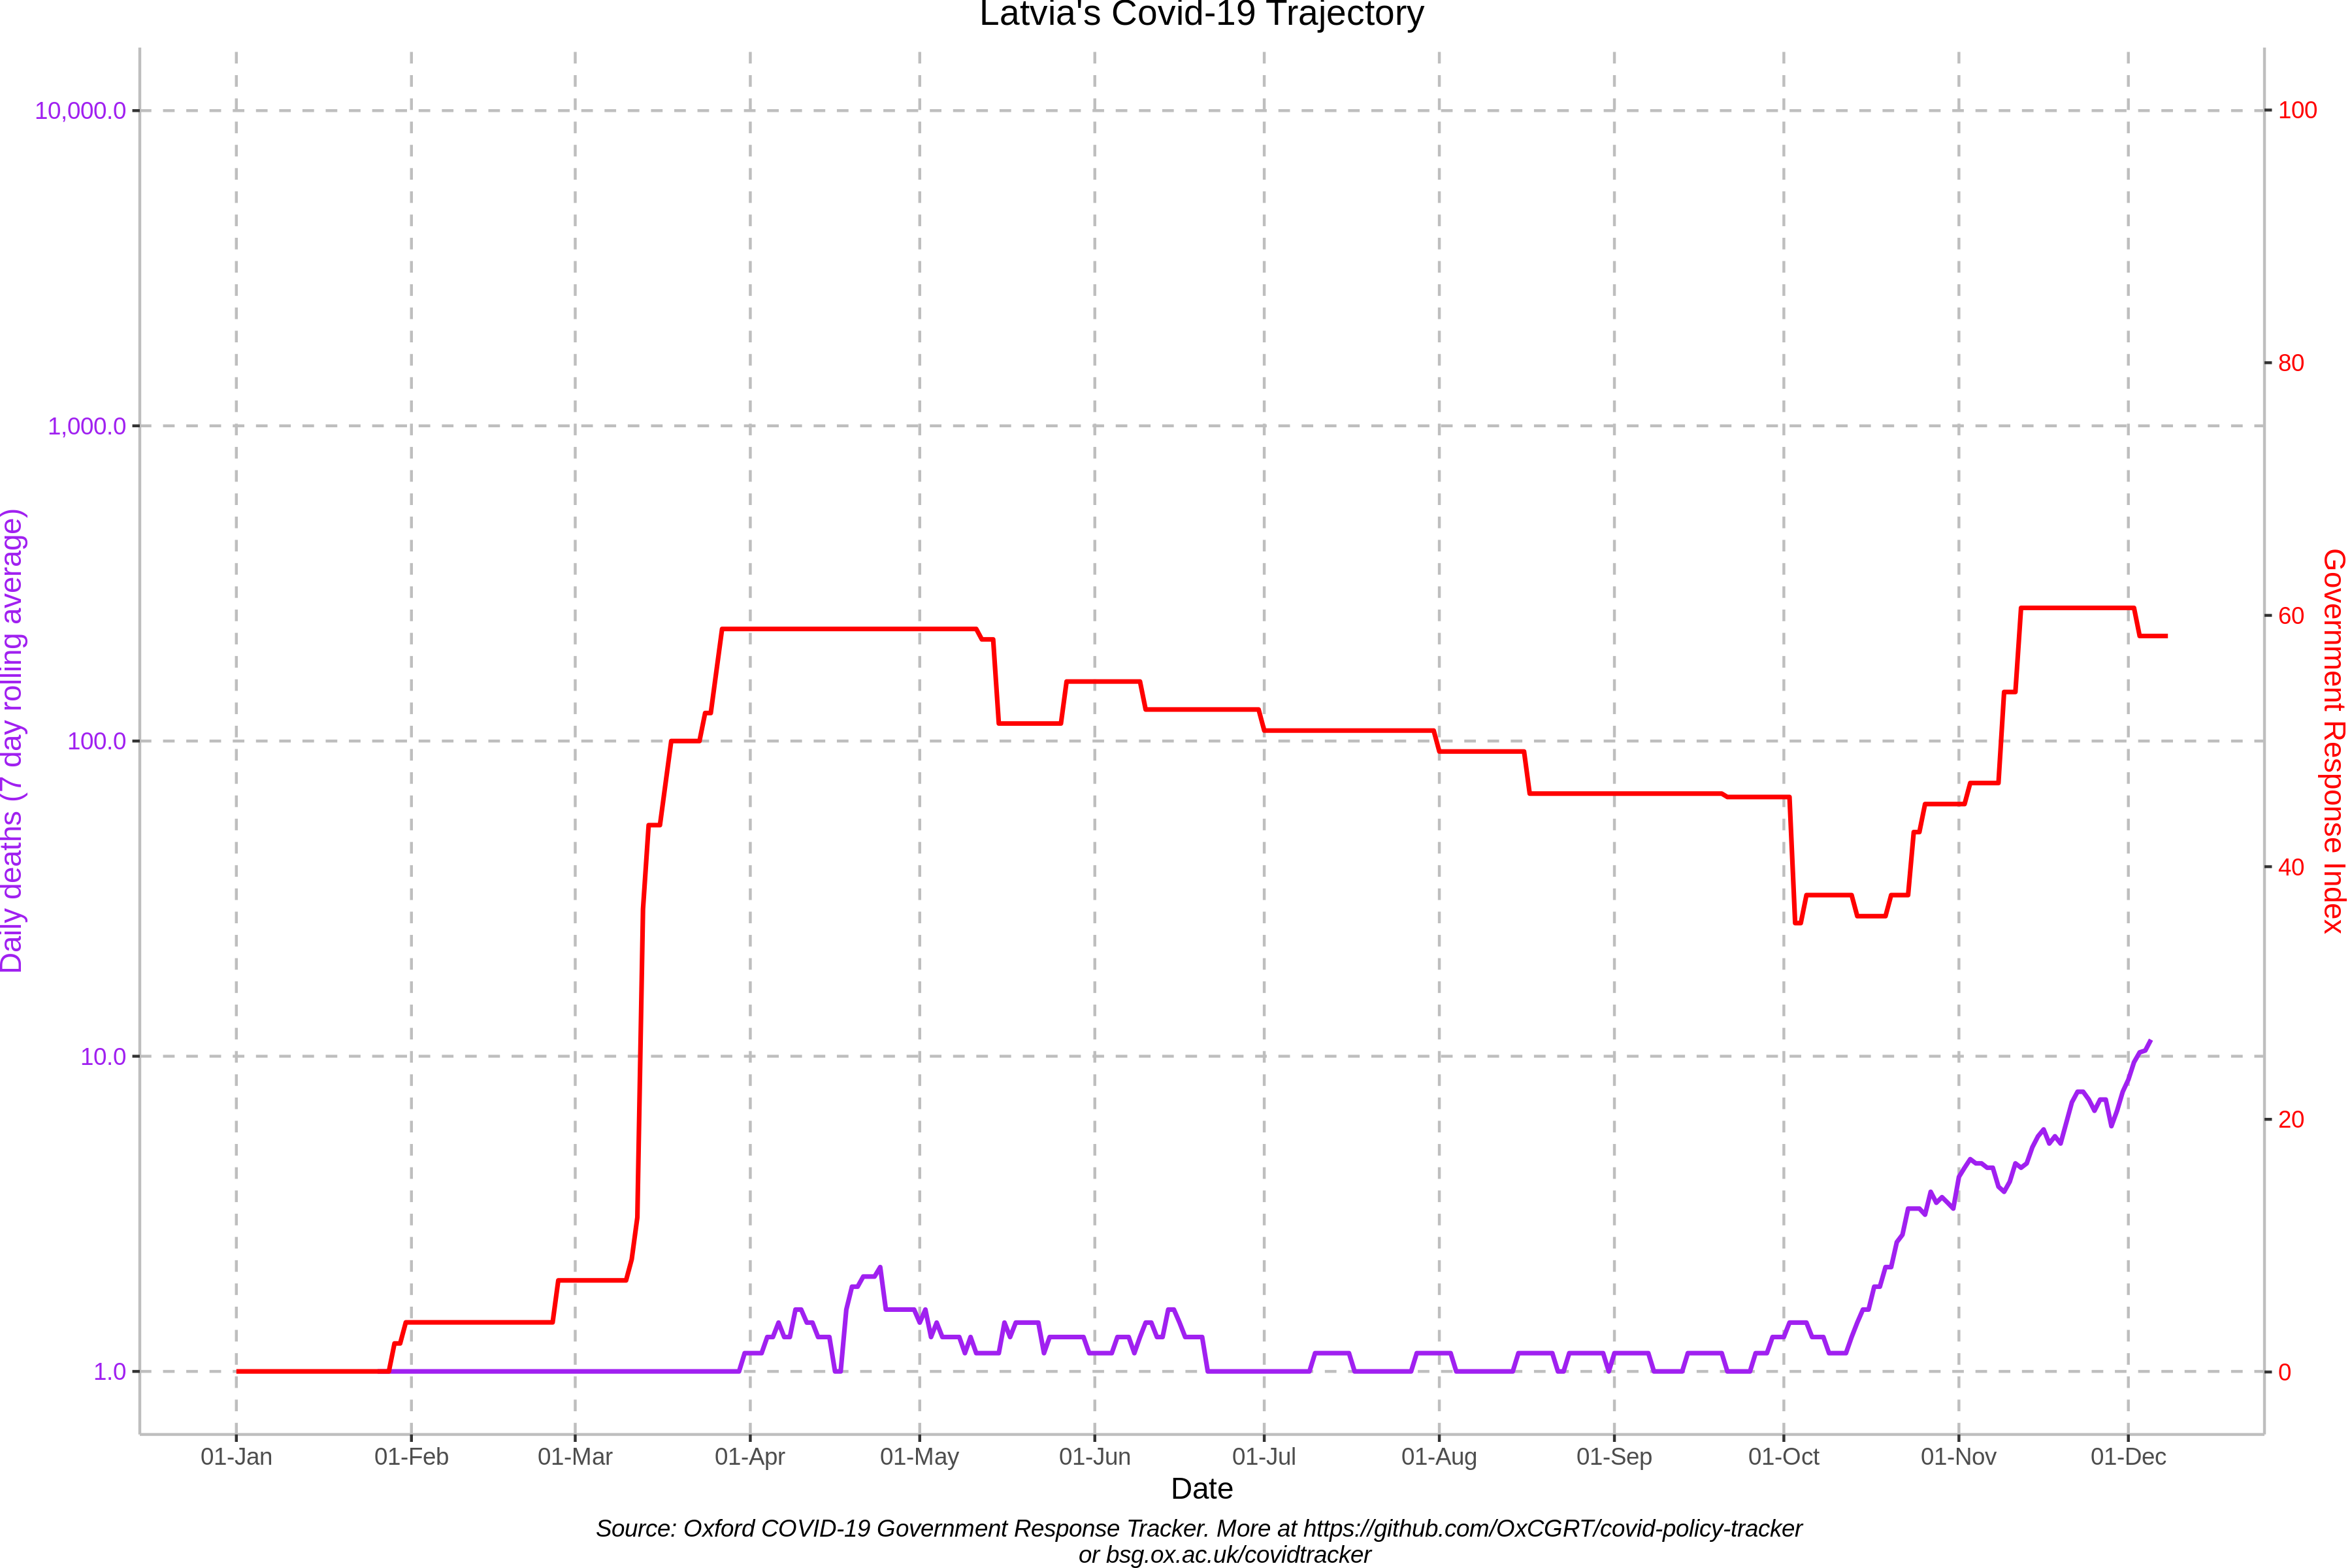 Latvia's Covid-19 Trajectory
10,000.0
1,000.0
100.0
10.0
1.0
Daily deaths (7 day rolling average)
100
80
60
40
20
0
Government Response Index
01-Jan 01-Feb 01-Mar 01-Apr 01-May 01-Jun 01-Jul 01-Aug 01-Sep 01-Oct 01-Nov 01-Dec
Date
Source: Oxford COVID-19 Government Response Tracker. More at https://github.com/OxCGRT/covid-policy-tracker
or bsg.ox.ac.uk/covidtracker